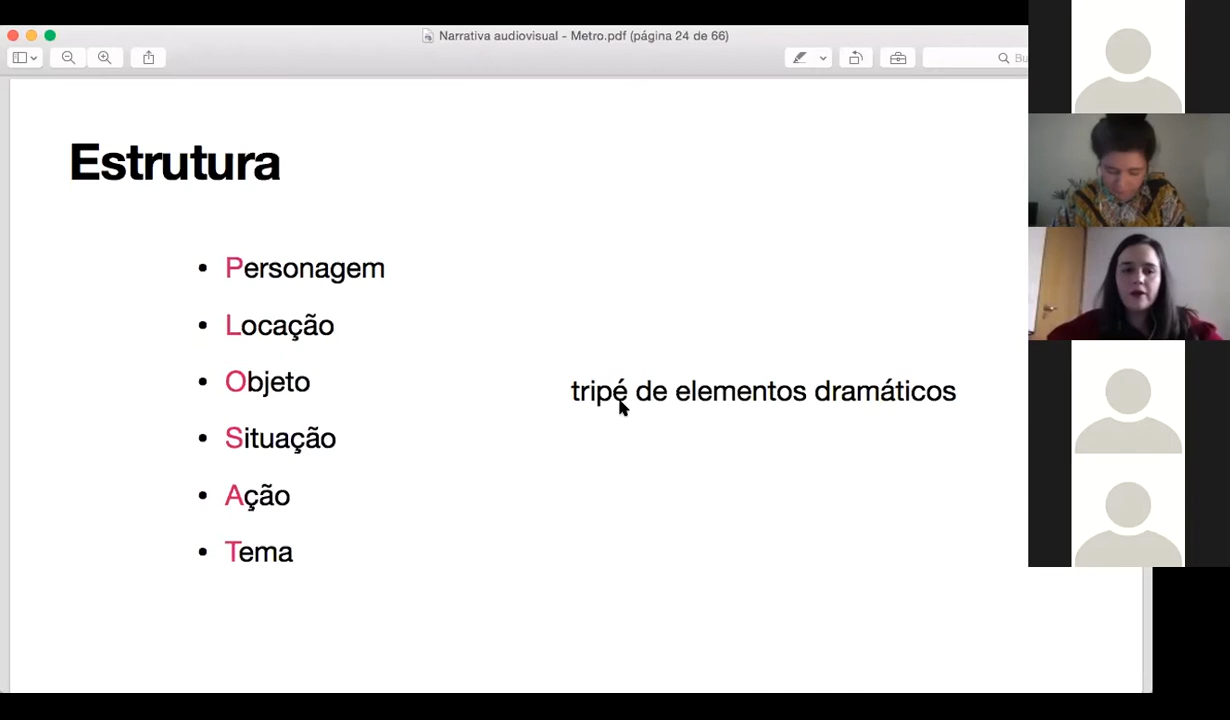 Narrativa audiovisual - Metro.pdf (página 24 de 66)
Bu
Estrutura
• Personagem
• Locação
• Objeto
• Situação
• Ação
• Tema
tripé de elementos dramáticos